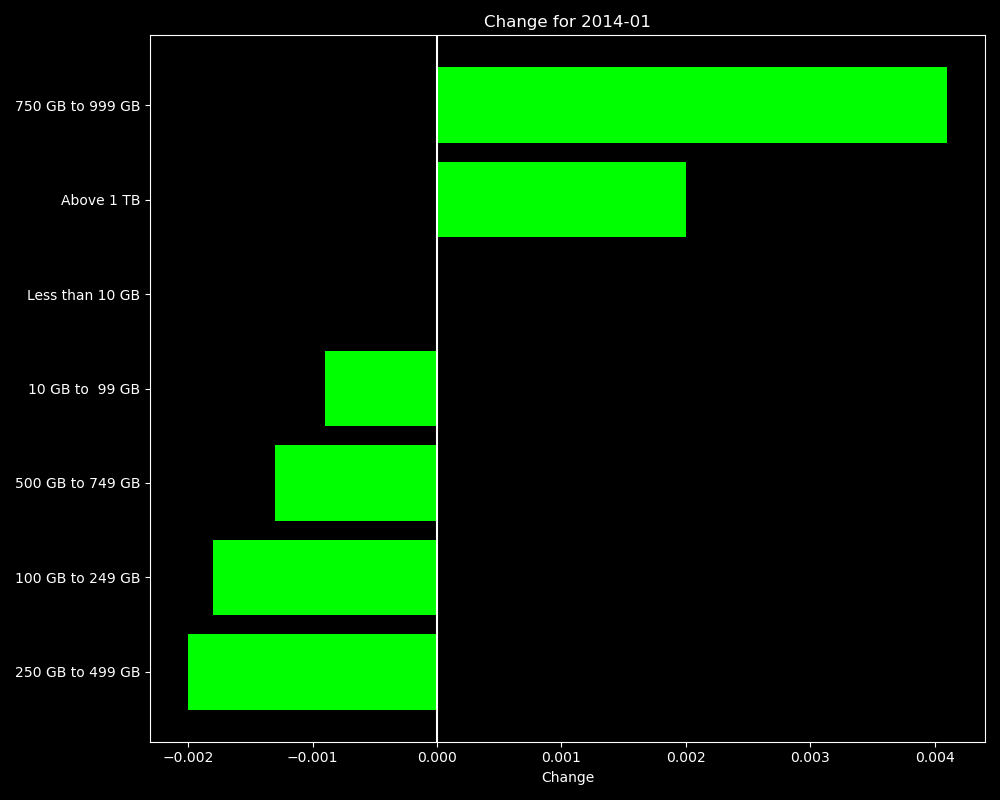 Change for 2014-01
750 GB to 999 GB
Above 1 TB
Less than 10 GB
10 GB to  99 GB
500 GB to 749 GB
100 GB to 249 GB
250 GB to 499 GB
−0.002 −0.001 0.000 0.001 0.002 0.003 0.004
Change